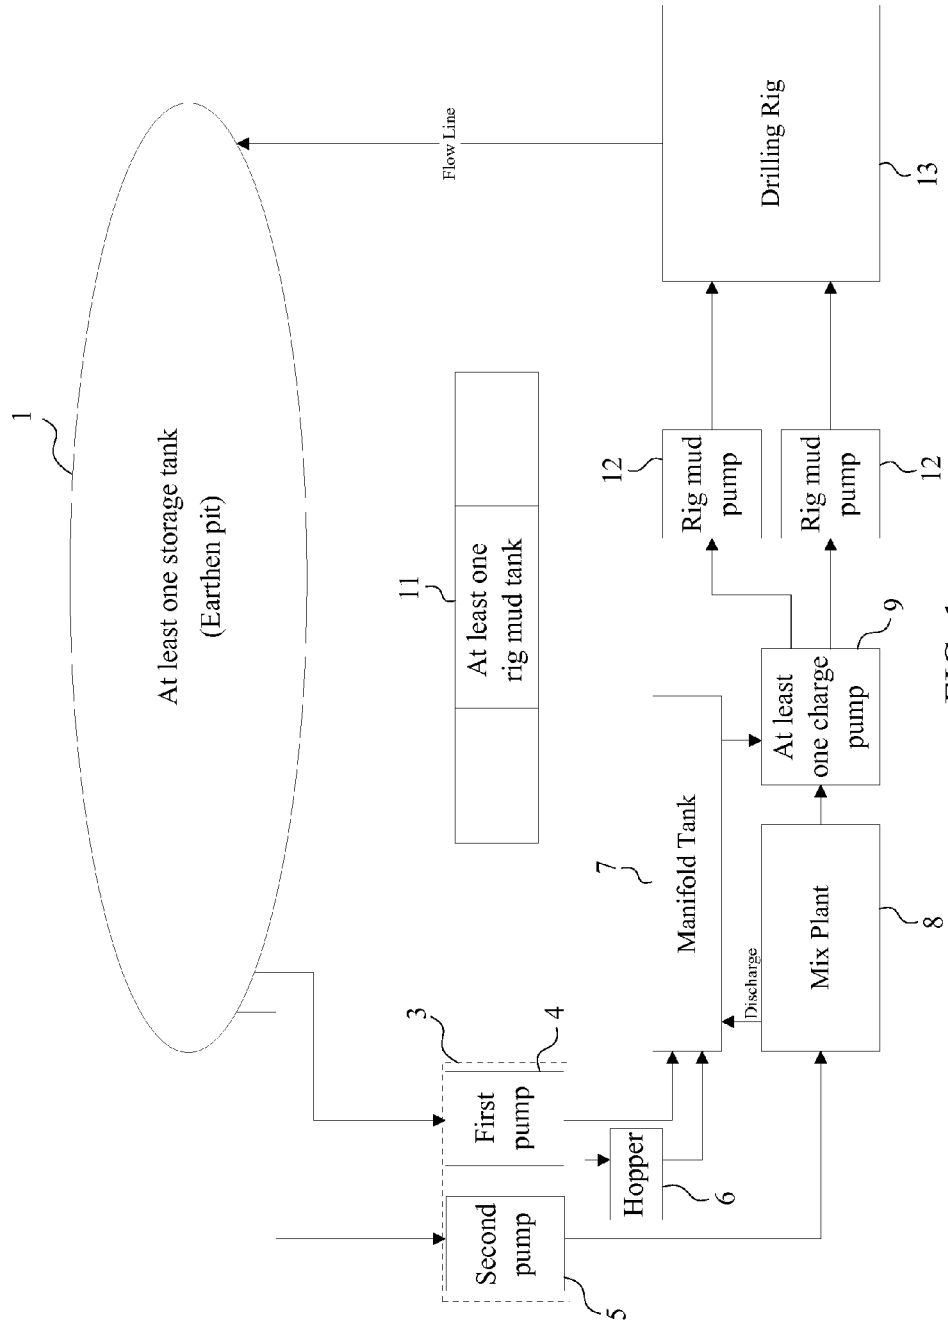 1
At least one storage tank
(Earthen pit)
Flow Line
3
11
At least one
rig mud tank
4
First
pump
Second
pump
5
Hopper
6
7
Manifold Tank
Discharge
Mix Plant
8
At least
one charge
pump
9
12
Rig mud
pump
Rig mud
pump
12
Drilling Rig
13